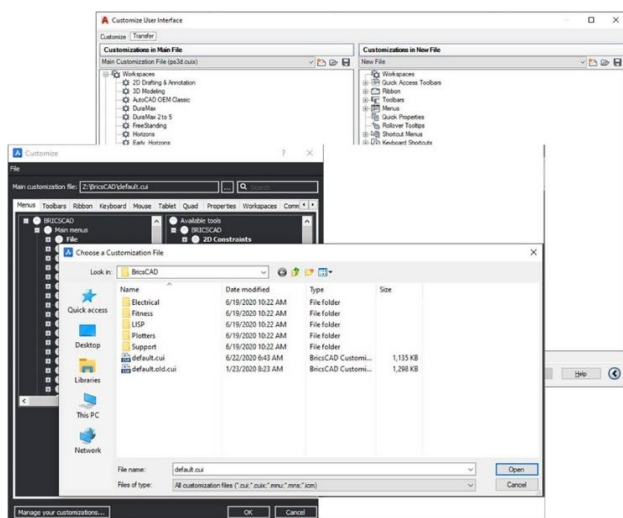 Customize User Interface
Customize Transfer
Customizations in Main File
Main Customization File (ps3d.cuix)
Workspaces
2D Drafting & Annotation
3D Modeling
AutoCAD OEM Classic
DuraMax
DuraMax 2 to 5
FreeStanding
Horizons
Early Horizons
Customizations in New File
New File
Workspaces
Quick Access Toolbars
Ribbon
Toolbars
Menus
Quick Properties
Rollover Tooltips
Shortcut Menus
Keyboard Shortcuts
Help
Customize
File
Main customization file: Z:\BricsCAD\default.cui ... Search
Menus Toolbars Ribbon Keyboard Mouse Tablet Quad Properties Workspaces Comm
BRICSCAD
Main menus
File
Available tools
BRICSCAD
2D Constraints
Choose a Customization File
Look in: BricsCAD
Quick access
Desktop
Libraries
This PC
Network
Name Date modified Type Size
Electrical 6/19/2020 10:22 AM File folder
Fitness 6/19/2020 10:22 AM File folder
LISP 6/19/2020 10:22 AM File folder
Plotters 6/19/2020 10:22 AM File folder
Support 6/19/2020 10:22 AM File folder
default.cui 6/22/2020 6:43 AM BricsCAD Customi... 1,135 KB
default.old.cui 1/23/2020 8:23 AM BricsCAD Customi... 1,298 KB
File name: default.cui Open
Files of type: All customization files (*.cui;*.cuix;*.mnu;*.mns;*.icm) Cancel
Manage your customizations... OK Cancel